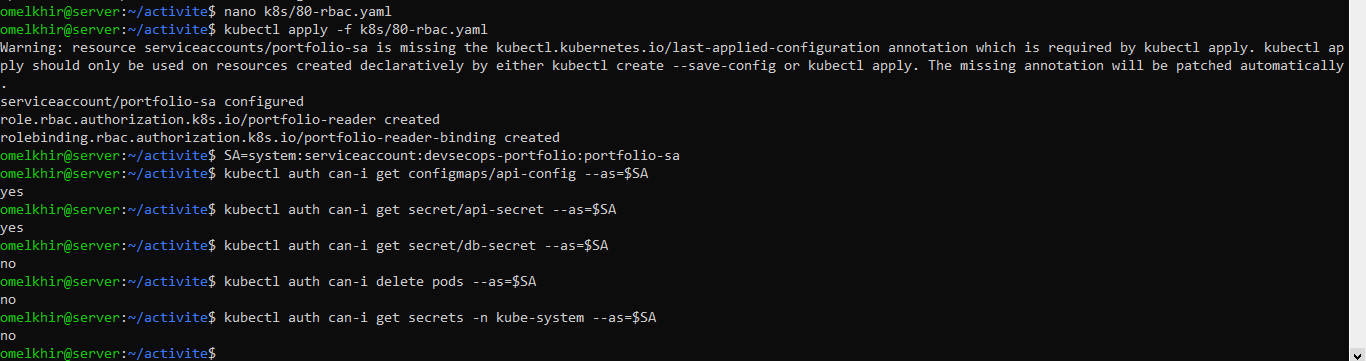 omelkhir@server:~/activite$ nano k8s/80-rbac.yaml
omelkhir@server:~/activite$ kubectl apply -f k8s/80-rbac.yaml
Warning: resource serviceaccounts/portfolio-sa is missing the kubectl.kubernetes.io/last-applied-configuration annotation which is required by kubectl apply. kubectl ap
ply should only be used on resources created declaratively by either kubectl create --save-config or kubectl apply. The missing annotation will be patched automatically
.
serviceaccount/portfolio-sa configured
role.rbac.authorization.k8s.io/portfolio-reader created
rolebinding.rbac.authorization.k8s.io/portfolio-reader-binding created
omelkhir@server:~/activite$ SA=system:serviceaccount:devsecops-portfolio:portfolio-sa
omelkhir@server:~/activite$ kubectl auth can-i get configmaps/api-config --as=$SA
yes
omelkhir@server:~/activite$ kubectl auth can-i get secret/api-secret --as=$SA
yes
omelkhir@server:~/activite$ kubectl auth can-i get secret/db-secret --as=$SA
no
omelkhir@server:~/activite$ kubectl auth can-i delete pods --as=$SA
no
omelkhir@server:~/activite$ kubectl auth can-i get secrets -n kube-system --as=$SA
no
omelkhir@server:~/activite$